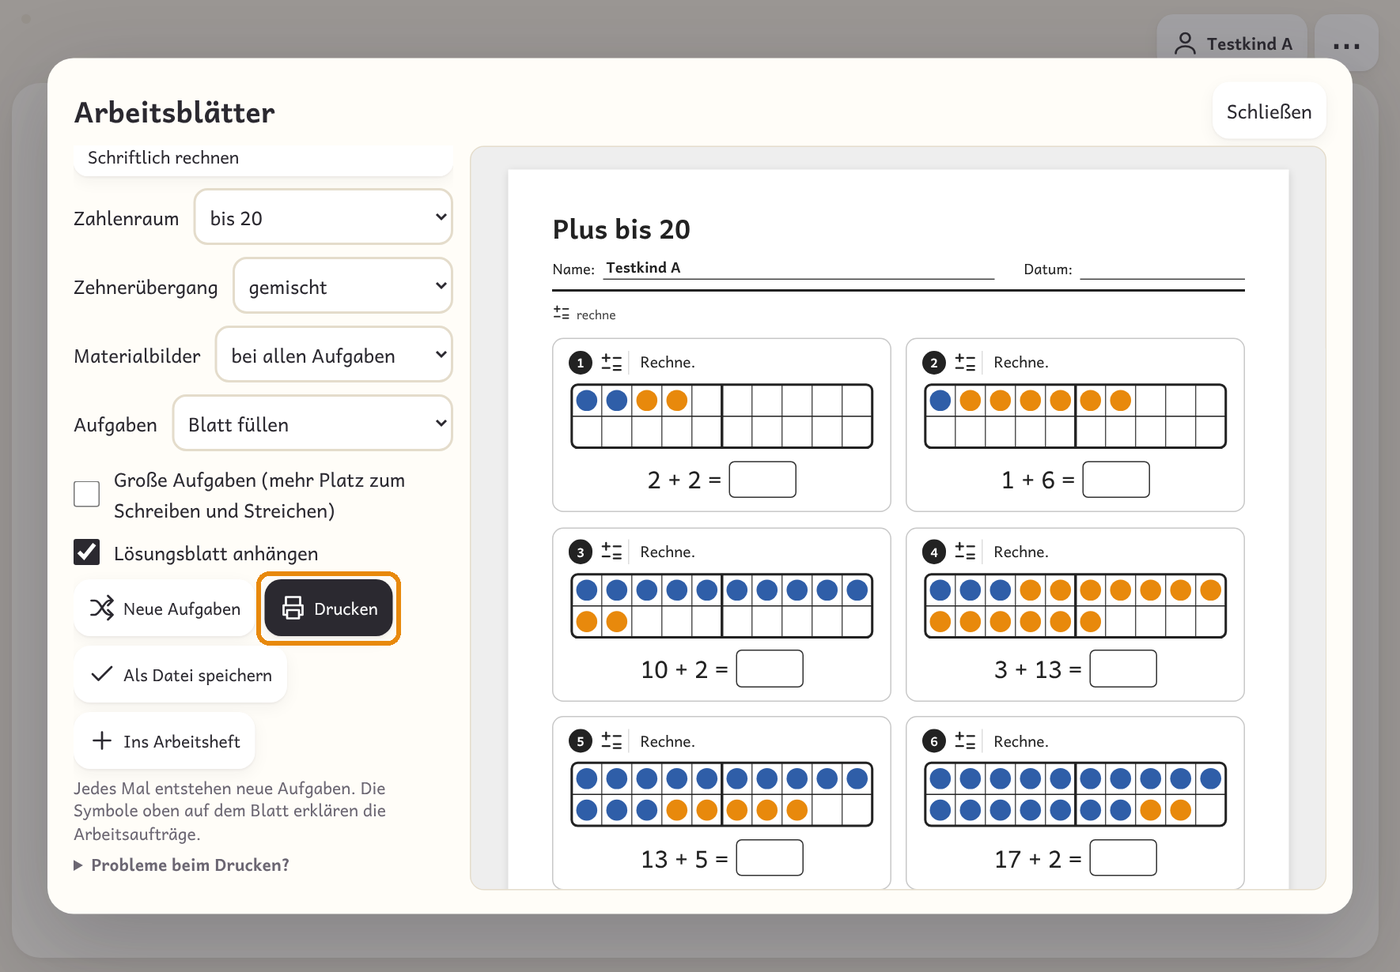 Testkind A
...
Arbeitsblätter
Schließen
Schriftlich rechnen
Zahlenraum bis 20
Zehnerübergang gemischt
Materialbilder bei allen Aufgaben
Aufgaben Blatt füllen
Große Aufgaben (mehr Platz zum
Schreiben und Streichen)
Lösungsblatt anhängen
Neue Aufgaben
Drucken
Als Datei speichern
Ins Arbeitsheft
Jedes Mal entstehen neue Aufgaben. Die
Symbole oben auf dem Blatt erklären die
Arbeitsaufträge.
Probleme beim Drucken?
Plus bis 20
Name: Testkind A Datum:
rechne
1 Rechne.
2 + 2 =
2 Rechne.
1 + 6 =
3 Rechne.
10 + 2 =
4 Rechne.
3 + 13 =
5 Rechne.
13 + 5 =
6 Rechne.
17 + 2 =